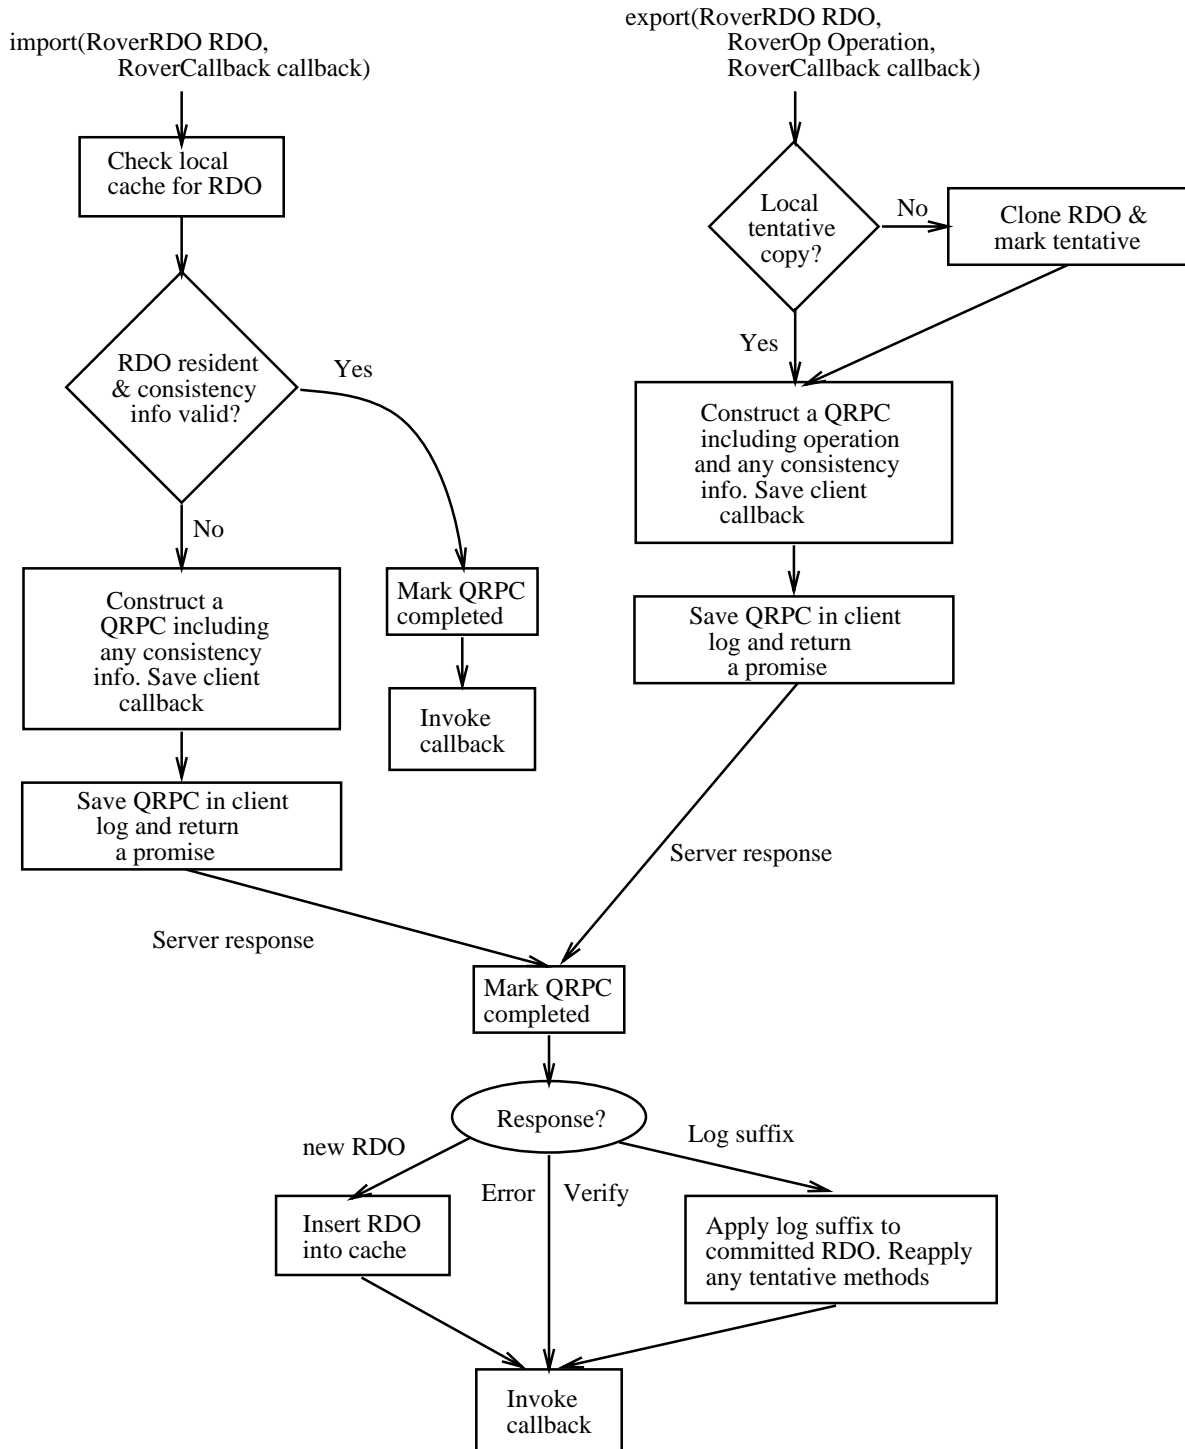 import(RoverRDO RDO,
RoverCallback callback)
Check local
cache for RDO
RDO resident
& consistency
info valid?
Yes
No
Construct a
QRPC including
any consistency
info. Save client
callback
Mark QRPC
completed
Invoke
callback
Save QRPC in client
log and return
a promise
Server response
export(RoverRDO RDO,
RoverOp Operation,
RoverCallback callback)
Local
tentative
copy?
No
Clone RDO &
mark tentative
Yes
Construct a QRPC
including operation
and any consistency
info. Save client
callback
Save QRPC in client
log and return
a promise
Server response
Mark QRPC
completed
Response?
new RDO
Error
Verify
Log suffix
Insert RDO
into cache
Apply log suffix to
committed RDO. Reapply
any tentative methods
Invoke
callback